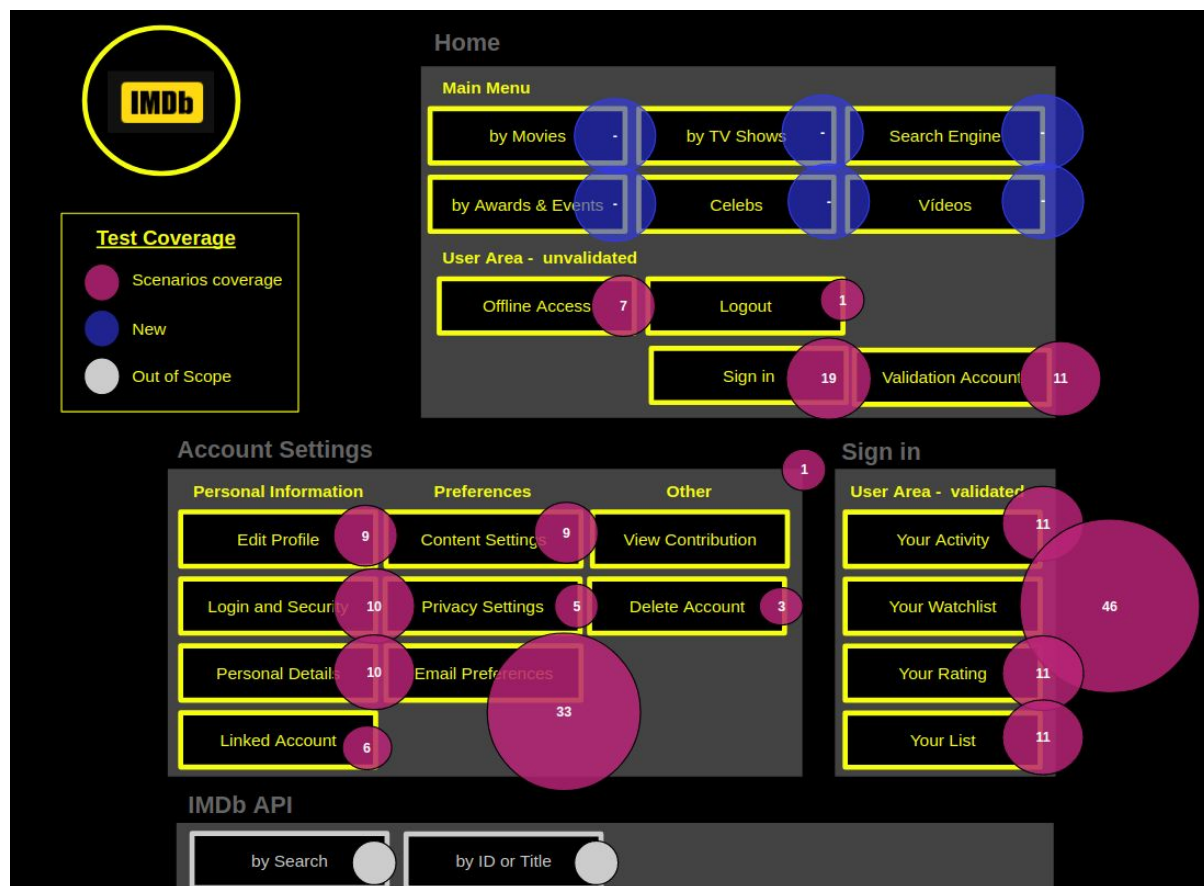 IMDb
Home
Main Menu
by Movies -
by TV Shows -
Search Engine -
by Awards & Events -
Celebs -
Vídeos -
User Area - unvalidated
Offline Access 7
Logout 1
Sign in 19
Validation Account 11
Test Coverage
Scenarios coverage
New
Out of Scope
Account Settings
1
Personal Information
Edit Profile 9
Login and Security 10
Personal Details 10
Linked Account 6
Preferences
Content Settings 9
Privacy Settings 5
Email Preferences
33
Other
View Contribution
Delete Account 3
Sign in
User Area - validated
Your Activity 11
Your Watchlist 46
Your Rating 11
Your List 11
IMDb API
by Search
by ID or Title